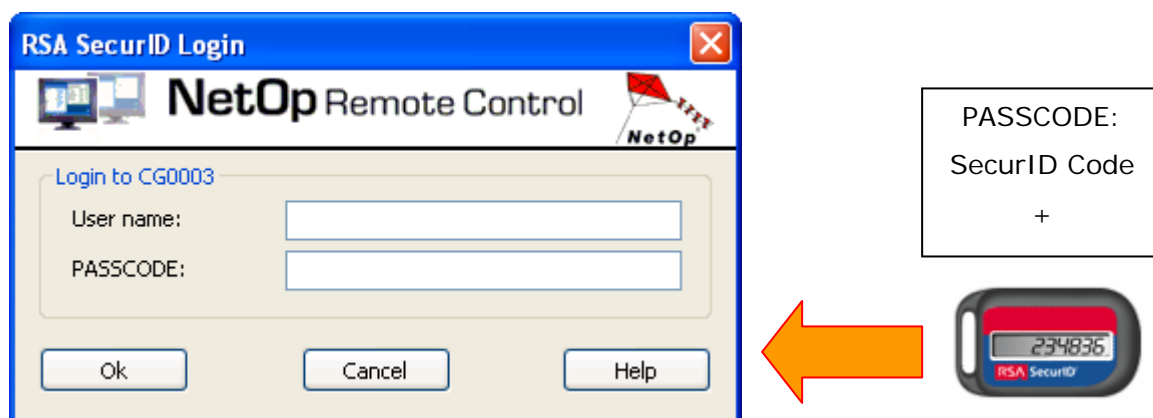 RSA SecurID Login
NetOp Remote Control
NetOp
Login to CG0003
User name:
PASSCODE:
Ok
Cancel
Help
PASSCODE:
SecurID Code
+
234836
RSA SecurID